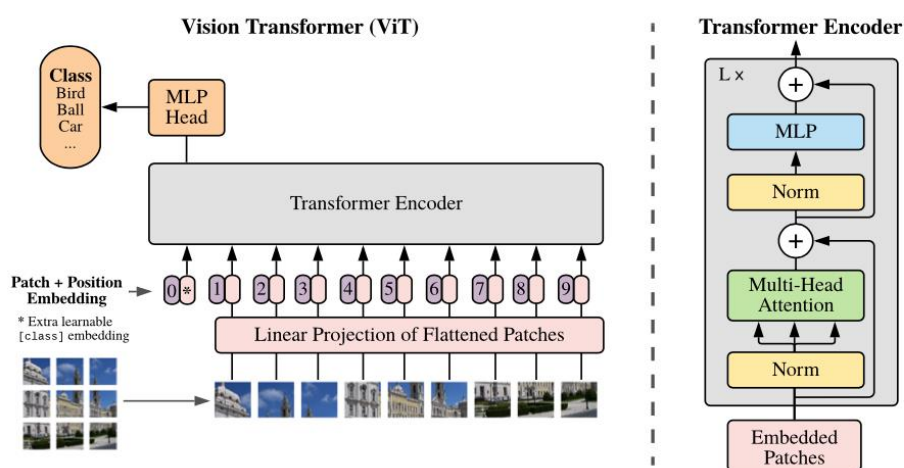 Vision Transformer (ViT)
Class
Bird
Ball
Car
...
MLP
Head
Transformer Encoder
Patch + Position
Embedding
* Extra learnable
[class] embedding
0 * 1 2 3 4 5 6 7 8 9
Linear Projection of Flattened Patches
Transformer Encoder
L ×
+
MLP
Norm
+
Multi-Head
Attention
Norm
Embedded
Patches